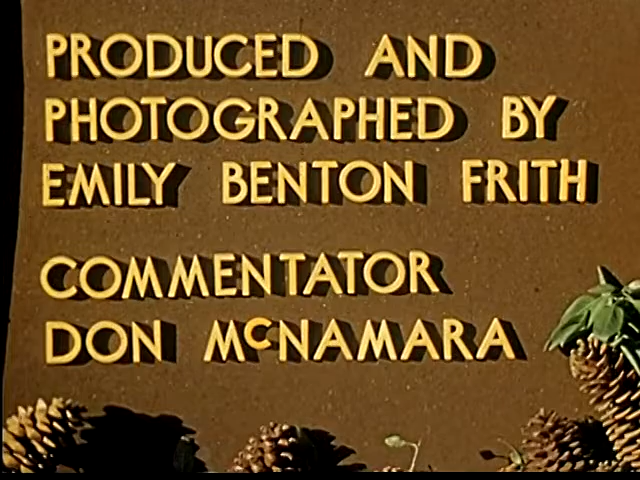 PRODUCED AND
PHOTOGRAPHED BY
EMILY BENTON FRITH
COMMENTATOR
DON McNAMARA